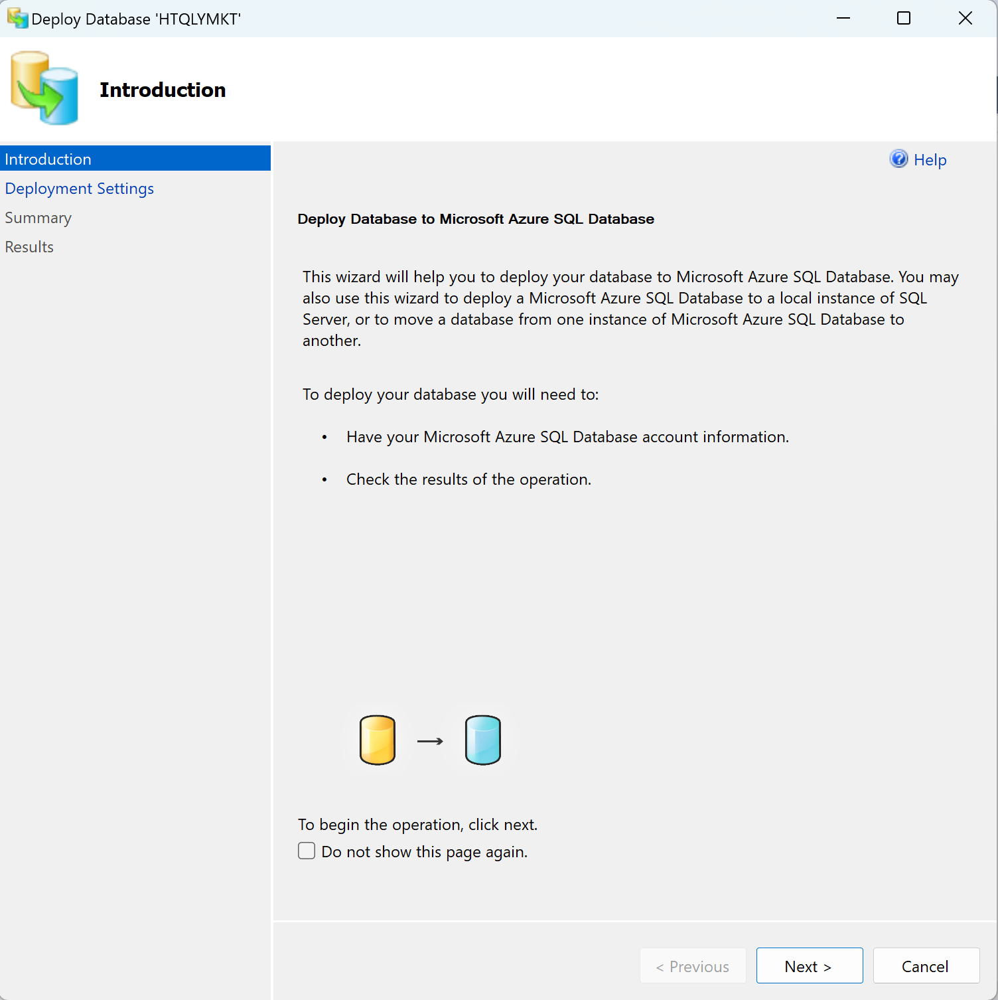 Deploy Database 'HTQLYMKT'
Introduction
Introduction
Deployment Settings
Summary
Results
Help
Deploy Database to Microsoft Azure SQL Database
This wizard will help you to deploy your database to Microsoft Azure SQL Database. You may
also use this wizard to deploy a Microsoft Azure SQL Database to a local instance of SQL
Server, or to move a database from one instance of Microsoft Azure SQL Database to
another.
To deploy your database you will need to:
• Have your Microsoft Azure SQL Database account information.
• Check the results of the operation.
To begin the operation, click next.
Do not show this page again.
< Previous
Next >
Cancel